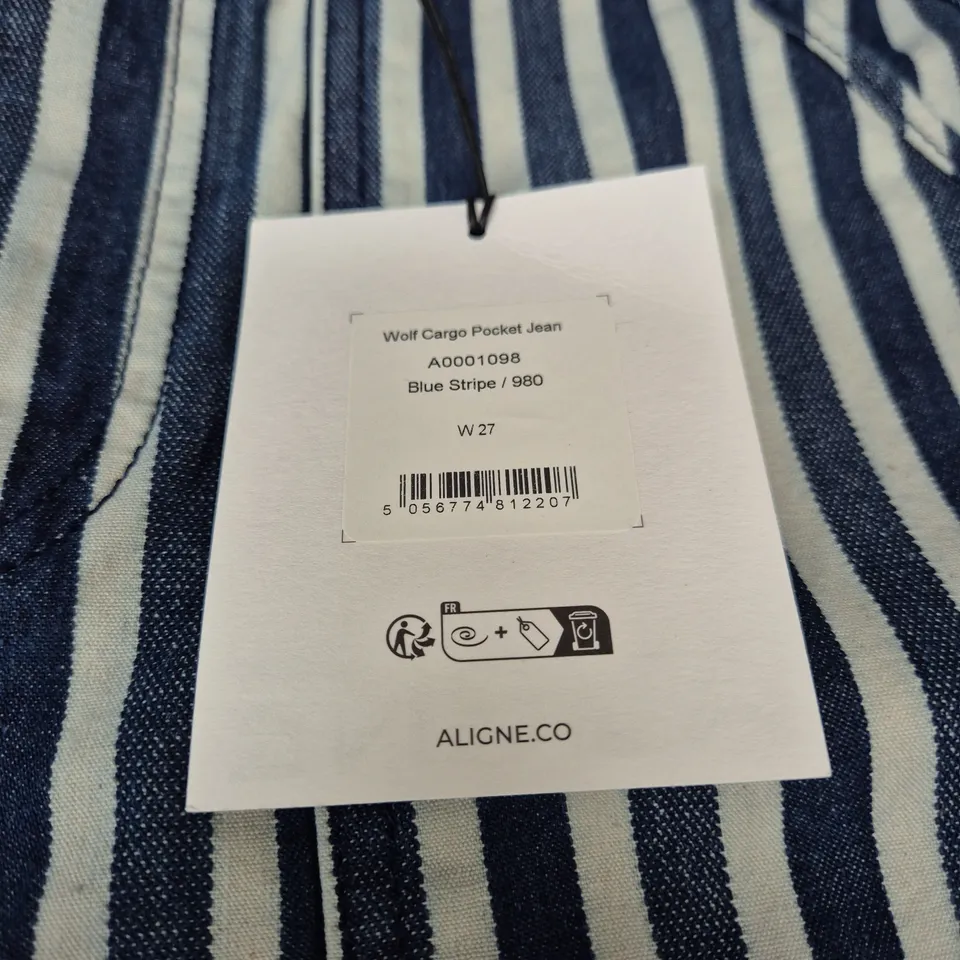 Wolf Cargo Pocket Jean
A0001098
Blue Stripe / 980
W 27
5 056774 812207
FR
+
ALIGNE.CO